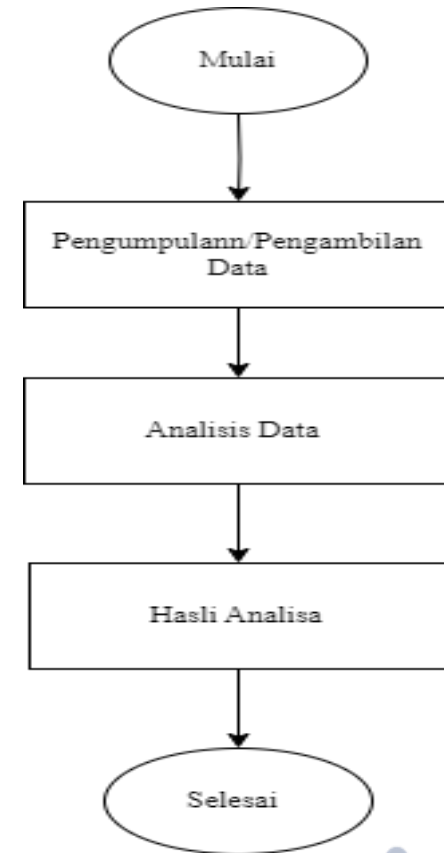 Mulai
Pengumpulann/Pengambilan
Data
Analisis Data
Hasli Analisa
Selesai